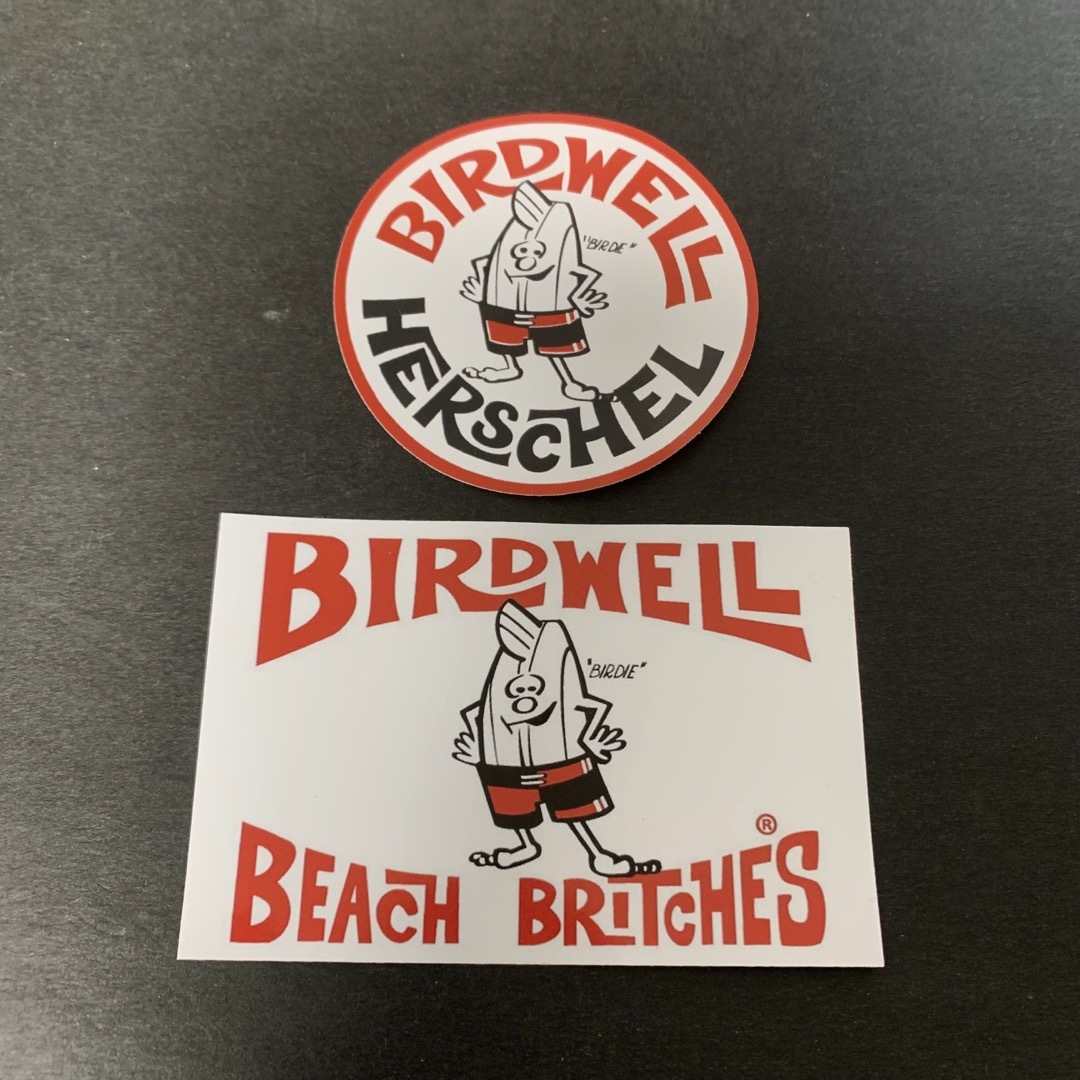 BIRDWELL
"BIRDIE"
HERSCHEL
BIRDWELL
"BIRDIE"
®
BEACH BRITCHES